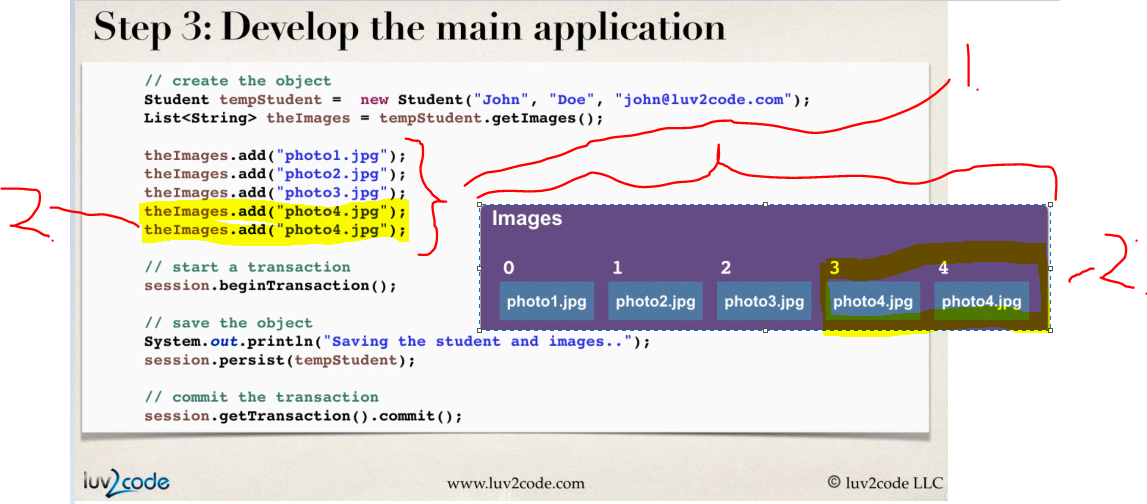 Step 3: Develop the main application
// create the object
Student tempStudent = new Student("John", "Doe", "john@luv2code.com");
List<String> theImages = tempStudent.getImages();
theImages.add("photo1.jpg");
theImages.add("photo2.jpg");
theImages.add("photo3.jpg");
theImages.add("photo4.jpg");
theImages.add("photo4.jpg");
// start a transaction
session.beginTransaction();
// save the object
System.out.println("Saving the student and images..");
session.persist(tempStudent);
// commit the transaction
session.getTransaction().commit();
1.
2.
Images
0 1 2 3 4
photo1.jpg photo2.jpg photo3.jpg photo4.jpg photo4.jpg
2.
luv2code
www.luv2code.com
© luv2code LLC